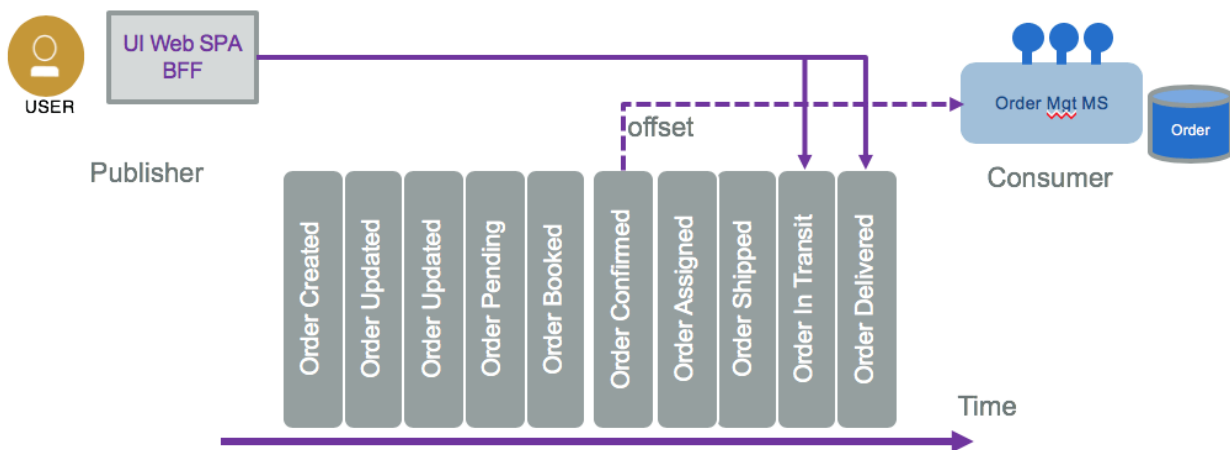 UI Web SPA
BFF
USER
Publisher
offset
Order Mgt MS
Order
Consumer
Order Created
Order Updated
Order Updated
Order Pending
Order Booked
Order Confirmed
Order Assigned
Order Shipped
Order In Transit
Order Delivered
Time